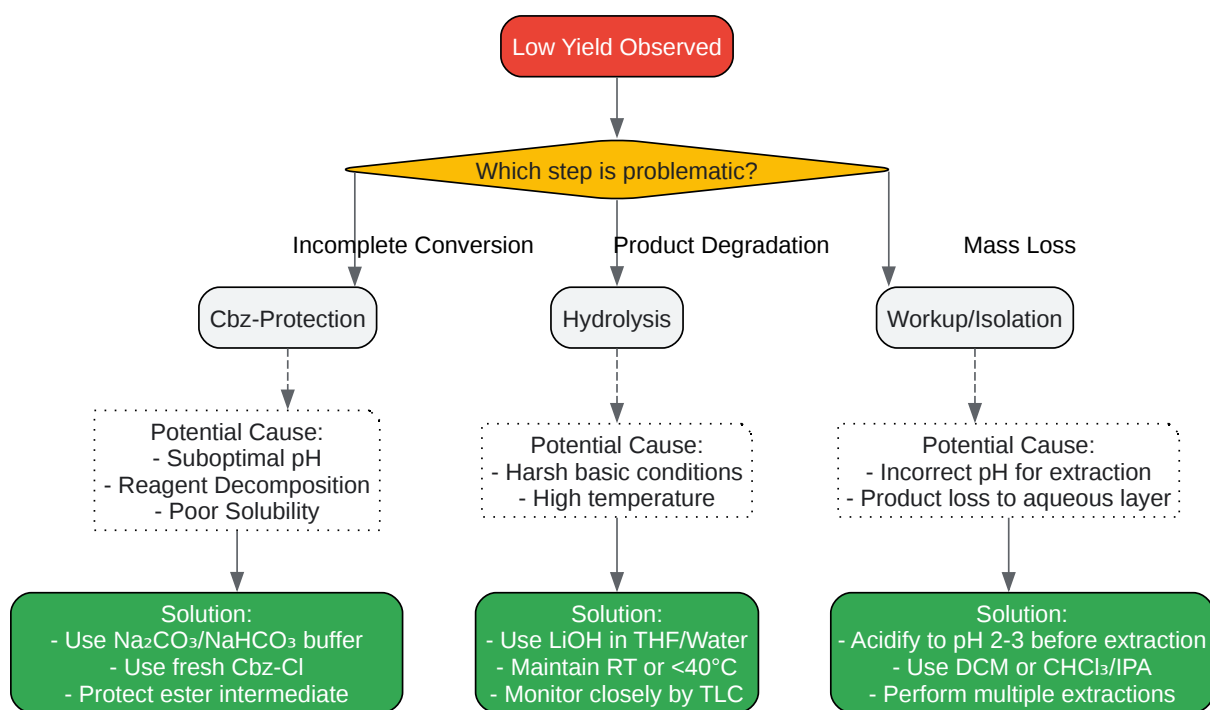 Low Yield Observed
Which step is problematic?
Incomplete Conversion
Product Degradation
Mass Loss
Cbz-Protection
Hydrolysis
Workup/Isolation
Potential Cause:
- Suboptimal pH
- Reagent Decomposition
- Poor Solubility
Potential Cause:
- Harsh basic conditions
- High temperature
Potential Cause:
- Incorrect pH for extraction
- Product loss to aqueous layer
Solution:
- Use Na₂CO₃/NaHCO₃ buffer
- Use fresh Cbz-Cl
- Protect ester intermediate
Solution:
- Use LiOH in THF/Water
- Maintain RT or <40°C
- Monitor closely by TLC
Solution:
- Acidify to pH 2-3 before extraction
- Use DCM or CHCl₃/IPA
- Perform multiple extractions